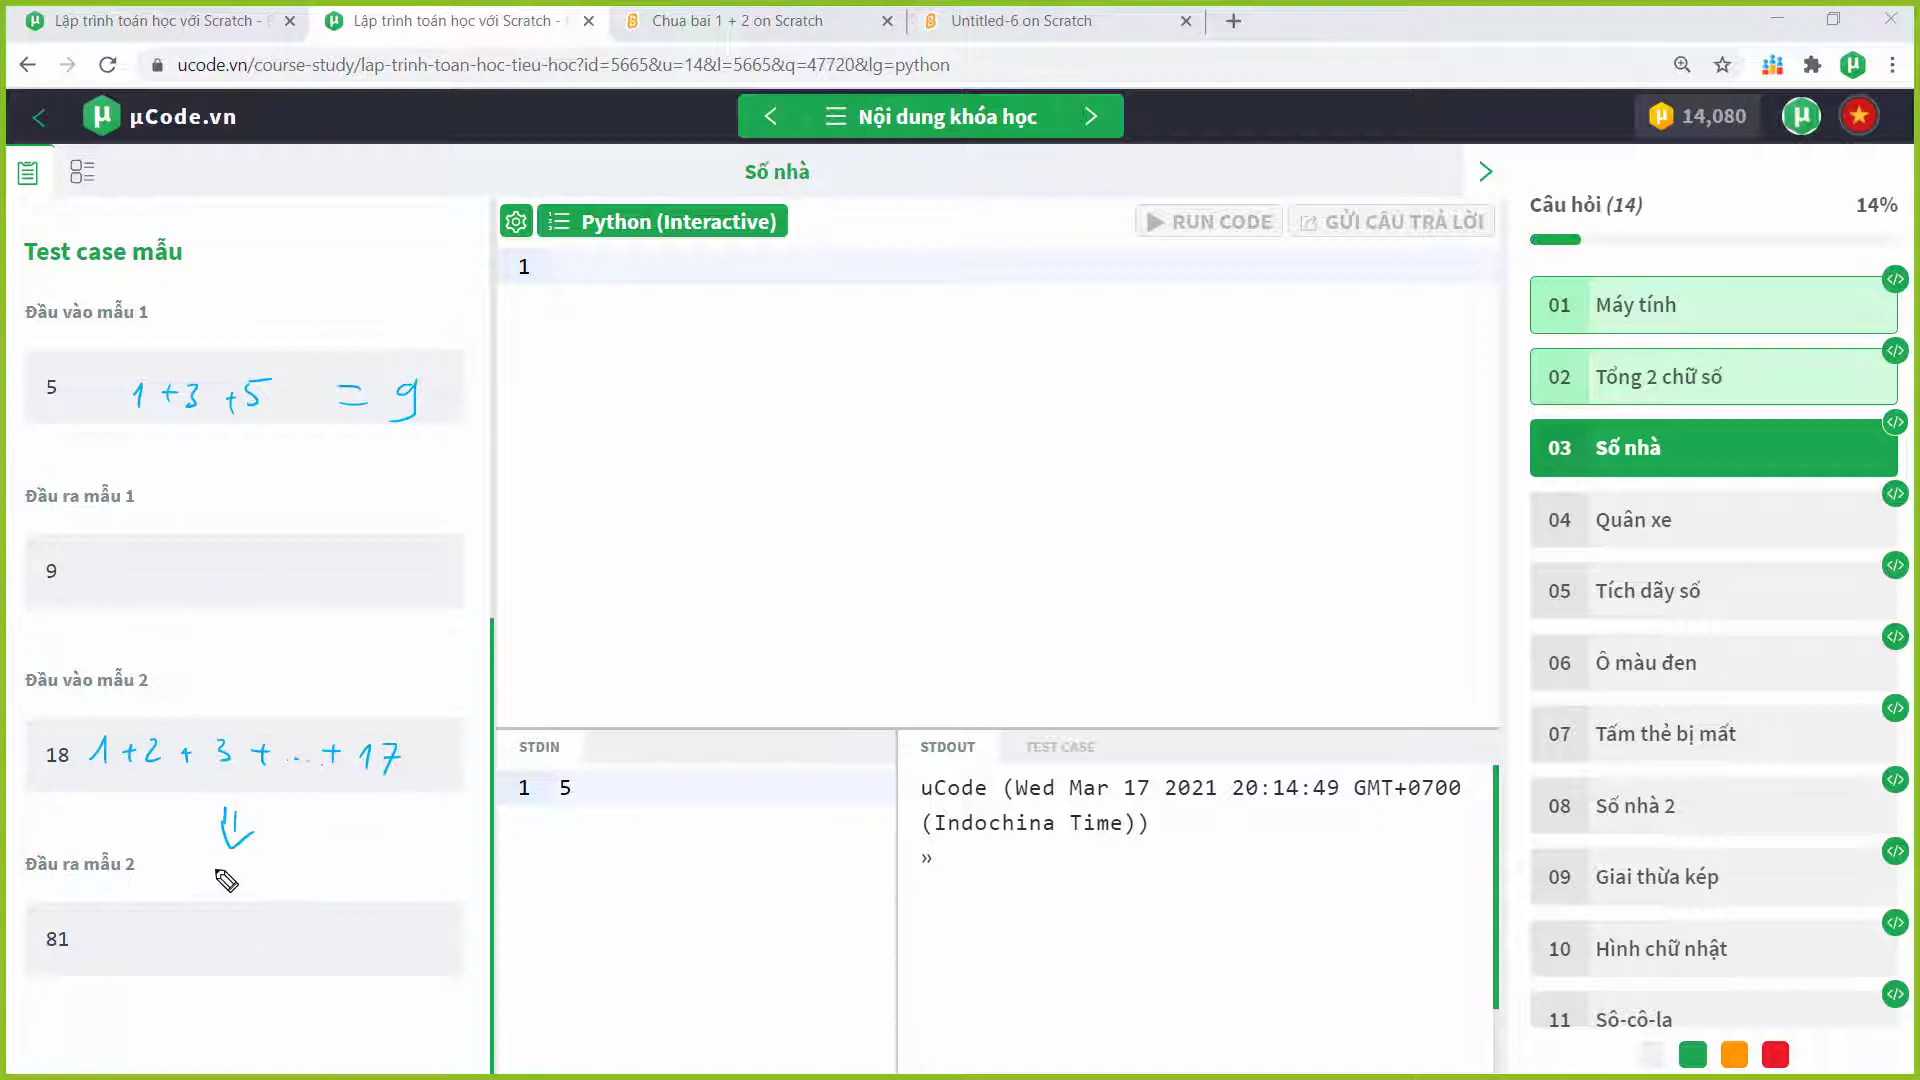 Lập trình toán học với Scratch -
Lập trình toán học với Scratch -
Chua bai 1 + 2 on Scratch
Untitled-6 on Scratch
ucode.vn/course-study/lap-trinh-toan-hoc-tieu-hoc?id=5665&u=14&l=5665&q=47720&lg=python
µCode.vn
Nội dung khóa học
14,080
Số nhà
Câu hỏi (14)
14%
Python (Interactive)
RUN CODE
GỬI CÂU TRẢ LỜI
Test case mẫu
Đầu vào mẫu 1
5
1 + 3 + 5 = 9
Đầu ra mẫu 1
9
Đầu vào mẫu 2
18
1 + 2 + 3 + ... + 17
Đầu ra mẫu 2
81
1
STDIN
1 5
STDOUT
TEST CASE
uCode (Wed Mar 17 2021 20:14:49 GMT+0700
(Indochina Time))
»
01 Máy tính
02 Tổng 2 chữ số
03 Số nhà
04 Quân xe
05 Tích dãy số
06 Ô màu đen
07 Tấm thẻ bị mất
08 Số nhà 2
09 Giai thừa kép
10 Hình chữ nhật
11 Sô-cô-la